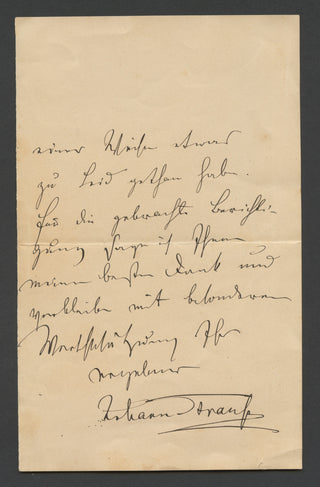 einer Weise etwas
zu Leid gethan habe.
Für die gebrachte Berichti-
gung sage ich Ihnen
meinen besten Dank und
verbleibe mit besonderer
Werthschätzung Ihr
ergebener
Johann Strauss